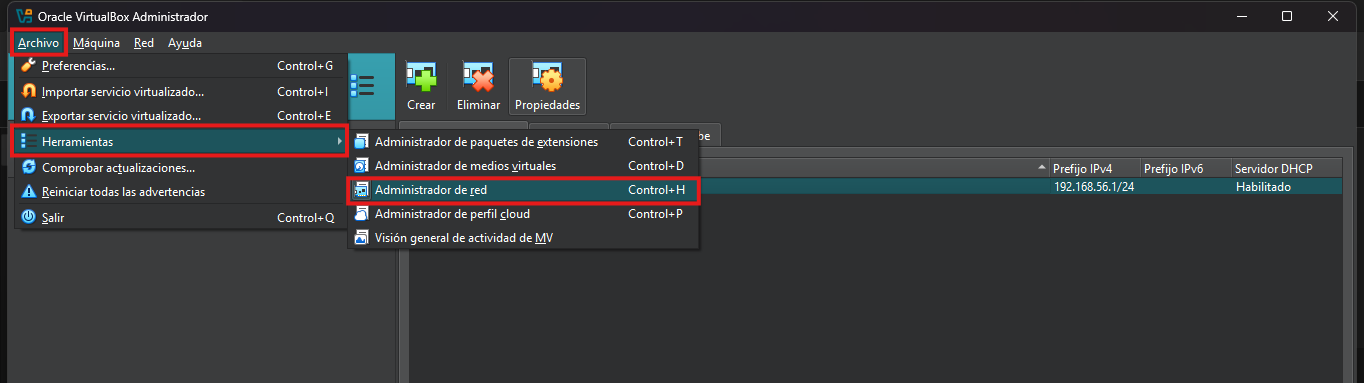 Oracle VirtualBox Administrador
Archivo Máquina Red Ayuda
Preferencias... Control+G
Importar servicio virtualizado... Control+I
Exportar servicio virtualizado... Control+E
Herramientas
Comprobar actualizaciones...
Reiniciar todas las advertencias
Salir Control+Q
Crear Eliminar Propiedades
Administrador de paquetes de extensiones Control+T
Administrador de medios virtuales Control+D
Administrador de red Control+H
Administrador de perfil cloud Control+P
Visión general de actividad de MV
Prefijo IPv4 Prefijo IPv6 Servidor DHCP
192.168.56.1/24 Habilitado